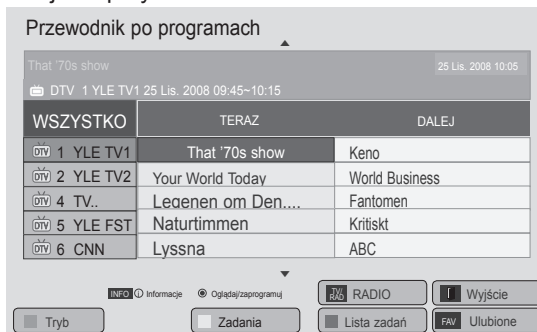 Przewodnik po programach
That '70s show 25 Lis. 2008 10:05
DTV 1 YLE TV1 25 Lis. 2008 09:45~10:15
WSZYSTKO TERAZ DALEJ
DTV 1 YLE TV1 That '70s show Keno
DTV 2 YLE TV2 Your World Today World Business
DTV 4 TV.. Legenen om Den.... Fantomen
DTV 5 YLE FST Naturtimmen Kritiskt
DTV 6 CNN Lyssna ABC
INFO i Informacje Oglądaj/zaprogramuj TV/RAD RADIO Wyjście
Tryb Zadania Lista zadań FAV Ulubione